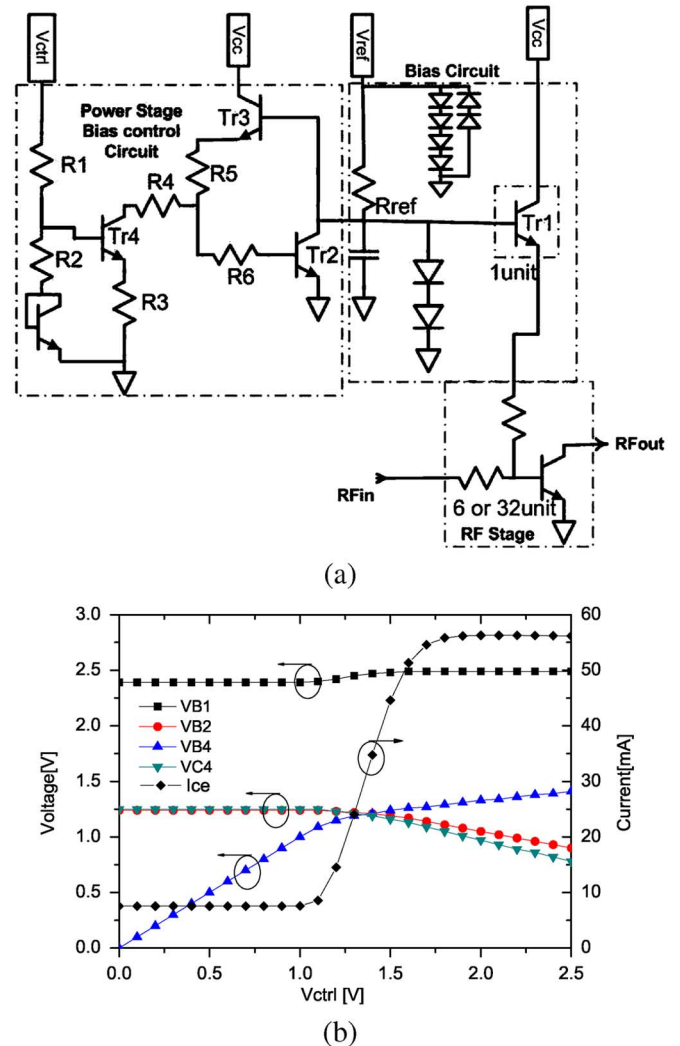 Vctrl
Vcc
Vref
Vcc
Bias Circuit
Power Stage
Bias control
Circuit
Tr3
R1
R4
R5
Rref
Tr4
Tr2
Tr1
R2
R6
1unit
R3
RFout
RFin
6 or 32unit
RF Stage
(a)
3.0
2.5
2.0
1.5
1.0
0.5
0.0
Voltage[V]
VB1
VB2
VB4
VC4
Ice
60
50
40
30
20
10
0
Current[mA]
0.0 0.5 1.0 1.5 2.0 2.5
Vctrl [V]
(b)